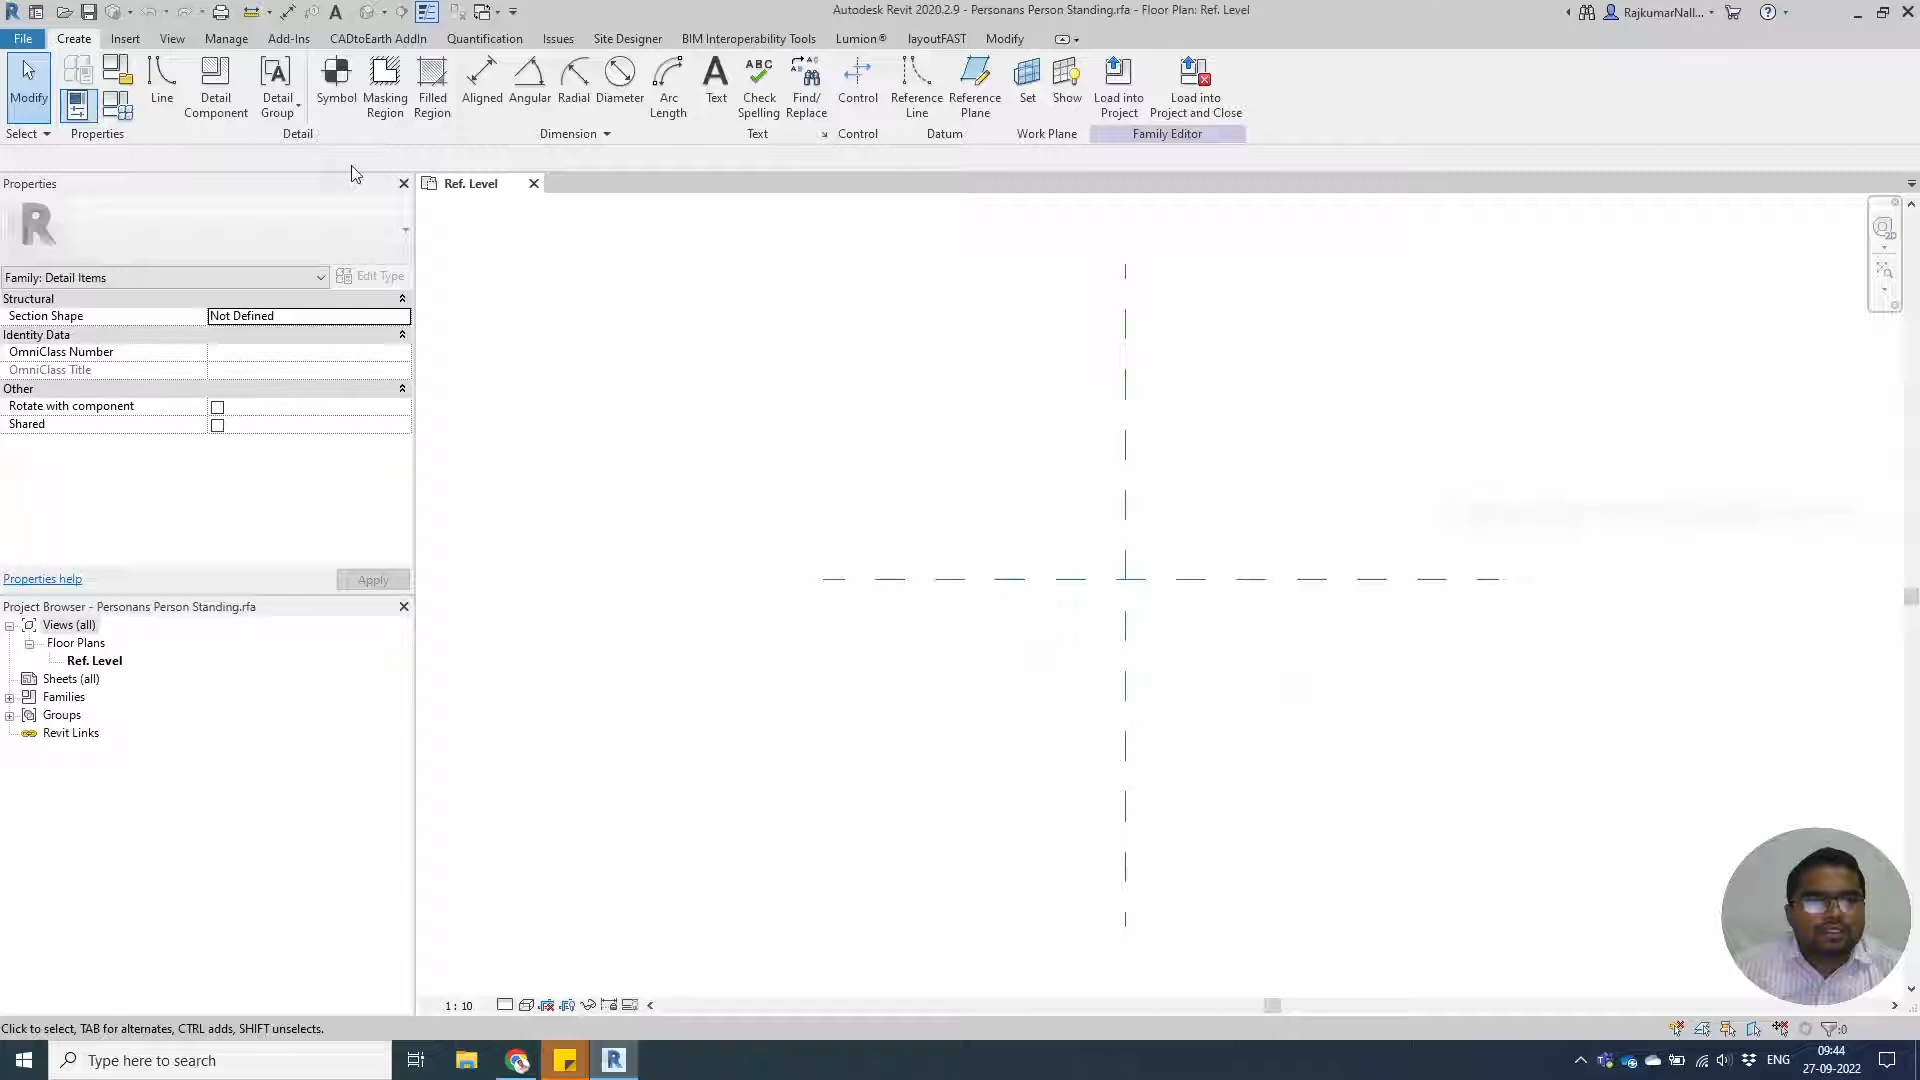 Autodesk Revit 2020.2.9 - Personans Person Standing.rfa - Floor Plan: Ref. Level
RajkumarNall...
File Create Insert View Manage Add-Ins CADtoEarth AddIn Quantification Issues Site Designer BIM Interoperability Tools Lumion® layoutFAST Modify
Modify
Line
Detail Component
Detail Group
Symbol
Masking Region
Filled Region
Aligned
Angular
Radial
Diameter
Arc Length
Text
ABC
Check Spelling
Find/ Replace
Control
Reference Line
Reference Plane
Set
Show
Load into Project
Load into Project and Close
Select Properties Detail Dimension Text Control Datum Work Plane Family Editor
Properties
Ref. Level
R
Family: Detail Items
Edit Type
Structural
Section Shape Not Defined
Identity Data
OmniClass Number
OmniClass Title
Other
Rotate with component
Shared
Properties help
Apply
Project Browser - Personans Person Standing.rfa
Views (all)
Floor Plans
Ref. Level
Sheets (all)
Families
Groups
Revit Links
2D
1 : 10
Click to select, TAB for alternates, CTRL adds, SHIFT unselects.
:0
Type here to search
ENG
09:44
27-09-2022